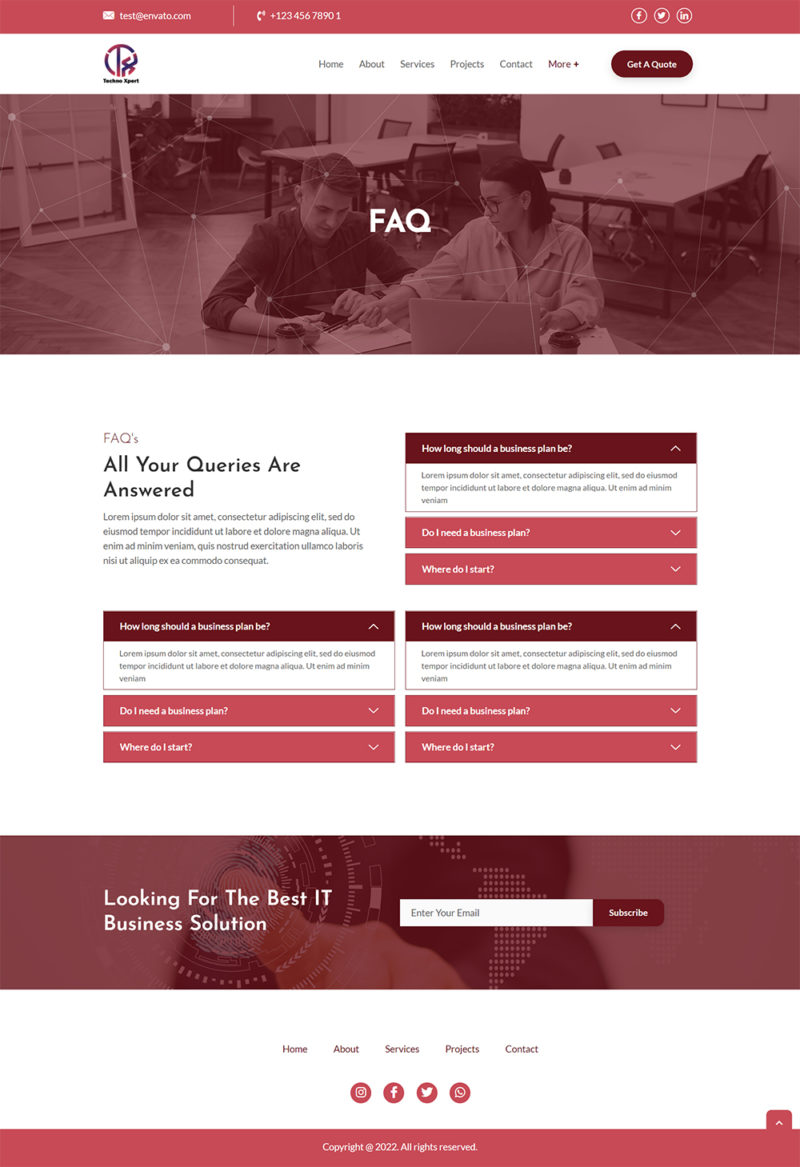 test@envato.com
+123 456 7890 1
Techno Xpert
Home
About
Services
Projects
Contact
More +
Get A Quote
FAQ
FAQ's
All Your Queries Are
Answered
Lorem ipsum dolor sit amet, consectetur adipiscing elit, sed do
eiusmod tempor incididunt ut labore et dolore magna aliqua. Ut
enim ad minim veniam, quis nostrud exercitation ullamco laboris
nisi ut aliquip ex ea commodo consequat.
How long should a business plan be?
Lorem ipsum dolor sit amet, consectetur adipiscing elit, sed do eiusmod
tempor incididunt ut labore et dolore magna aliqua. Ut enim ad minim
veniam
Do I need a business plan?
Where do I start?
How long should a business plan be?
Lorem ipsum dolor sit amet, consectetur adipiscing elit, sed do eiusmod
tempor incididunt ut labore et dolore magna aliqua. Ut enim ad minim
veniam
Do I need a business plan?
Where do I start?
How long should a business plan be?
Lorem ipsum dolor sit amet, consectetur adipiscing elit, sed do eiusmod
tempor incididunt ut labore et dolore magna aliqua. Ut enim ad minim
veniam
Do I need a business plan?
Where do I start?
Looking For The Best IT
Business Solution
Enter Your Email
Subscribe
Home
About
Services
Projects
Contact
Copyright @ 2022. All rights reserved.